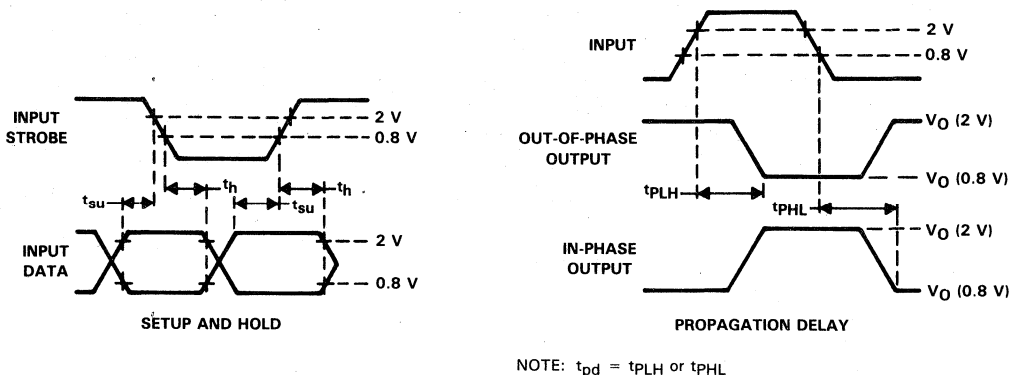 INPUT
STROBE
2 V
0.8 V
tsu
th
tsu
th
INPUT
DATA
2 V
0.8 V
SETUP AND HOLD
INPUT
2 V
0.8 V
OUT-OF-PHASE
OUTPUT
VO (2 V)
VO (0.8 V)
tPLH
tPHL
IN-PHASE
OUTPUT
VO (2 V)
VO (0.8 V)
PROPAGATION DELAY
NOTE: tpd = tPLH or tPHL